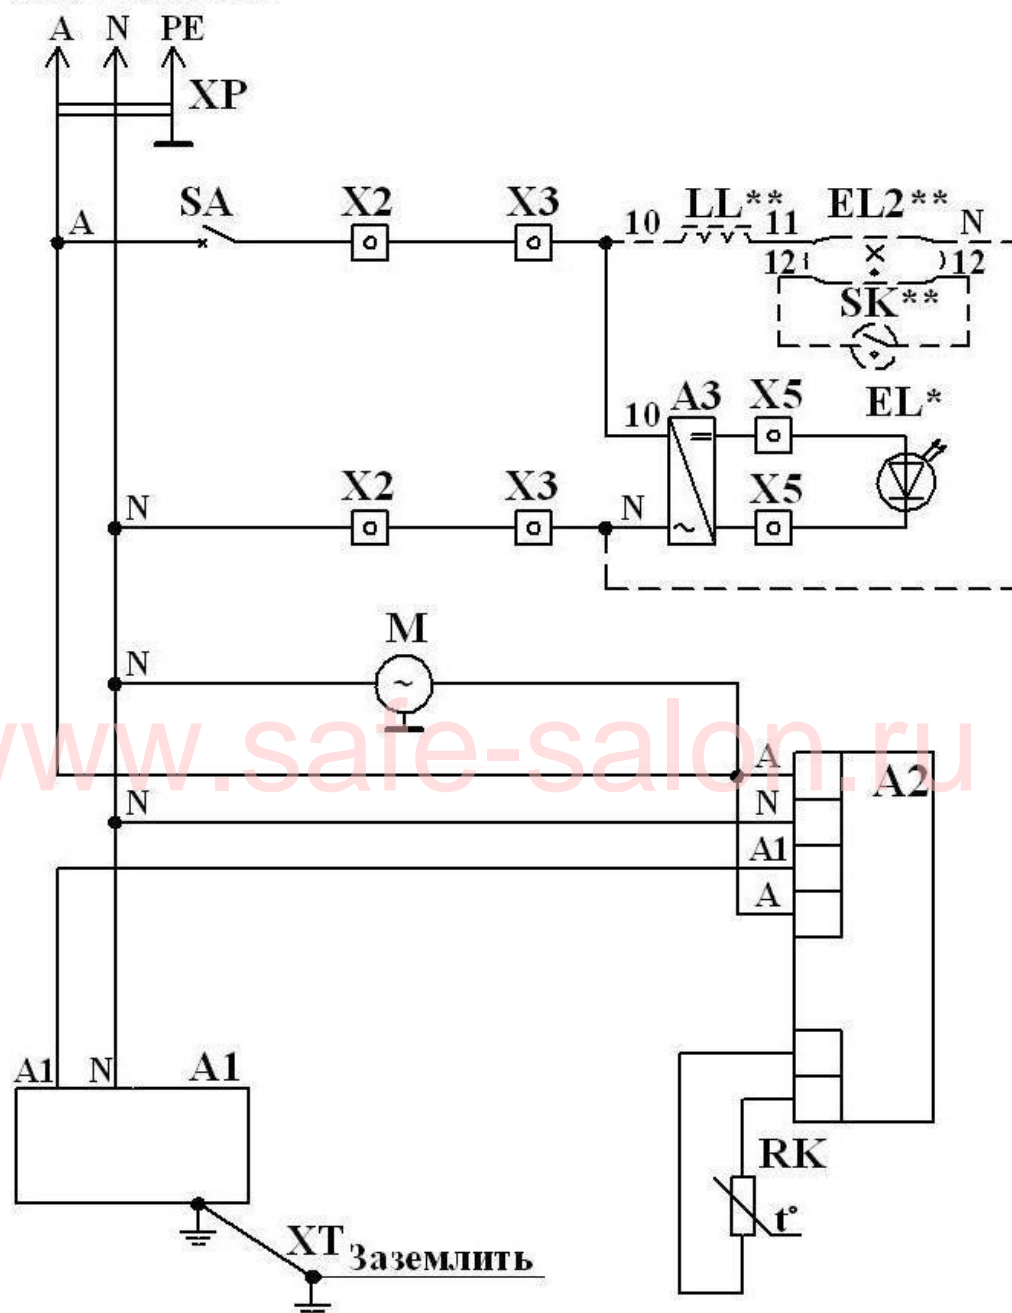 A N PE
XP
A SA X2 X3 10 LL** 11 EL2** N
12 12
SK**
10 A3 X5 EL*
N X2 X3 N X5
M
N
www.safe-salon.ru
A
A2
N N
A1
A
A1 N A1
RK
t°
XT Заземлить